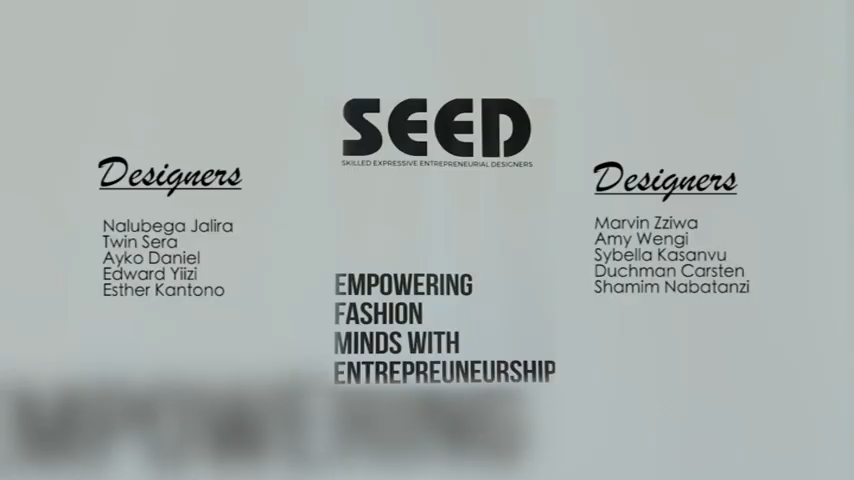 SEED
SKILLED EXPRESSIVE ENTREPRENEURIAL DESIGNERS
Designers
Nalubega Jalira
Twin Sera
Ayko Daniel
Edward Yiizi
Esther Kantono
Designers
Marvin Zziwa
Amy Wengi
Sybella Kasanvu
Duchman Carsten
Shamim Nabatanzi
EMPOWERING
FASHION
MINDS WITH
ENTREPREUNEURSHIP
EMPOWERING